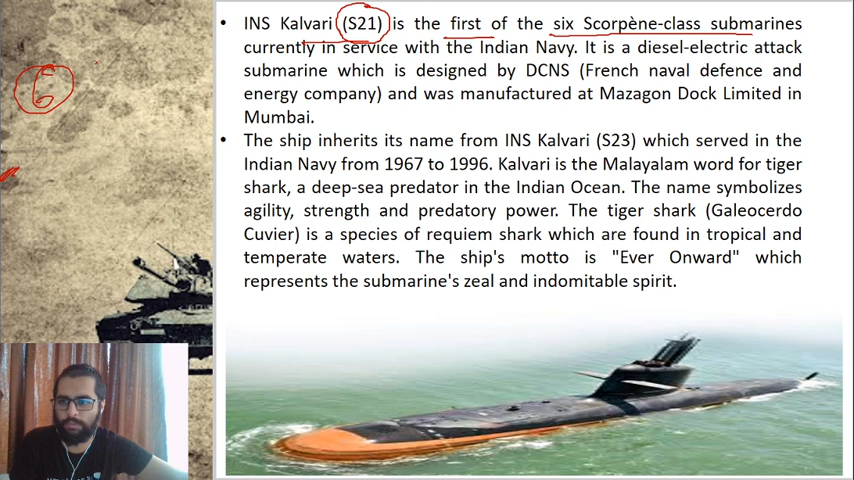 INS Kalvari (S21) is the first of the six Scorpène-class submarines
currently in service with the Indian Navy. It is a diesel-electric attack
submarine which is designed by DCNS (French naval defence and
energy company) and was manufactured at Mazagon Dock Limited in
Mumbai.
The ship inherits its name from INS Kalvari (S23) which served in the
Indian Navy from 1967 to 1996. Kalvari is the Malayalam word for tiger
shark, a deep-sea predator in the Indian Ocean. The name symbolizes
agility, strength and predatory power. The tiger shark (Galeocerdo
Cuvier) is a species of requiem shark which are found in tropical and
temperate waters. The ship's motto is "Ever Onward" which
represents the submarine's zeal and indomitable spirit.
6